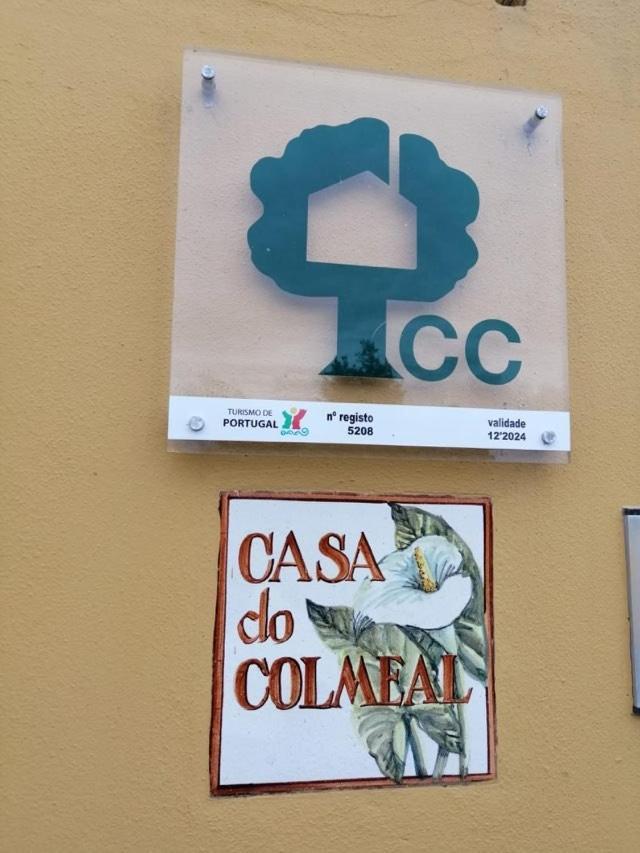 CC
TURISMO DE
PORTUGAL
nº registo
5208
validade
12'2024
CASA
do
COLMEAL